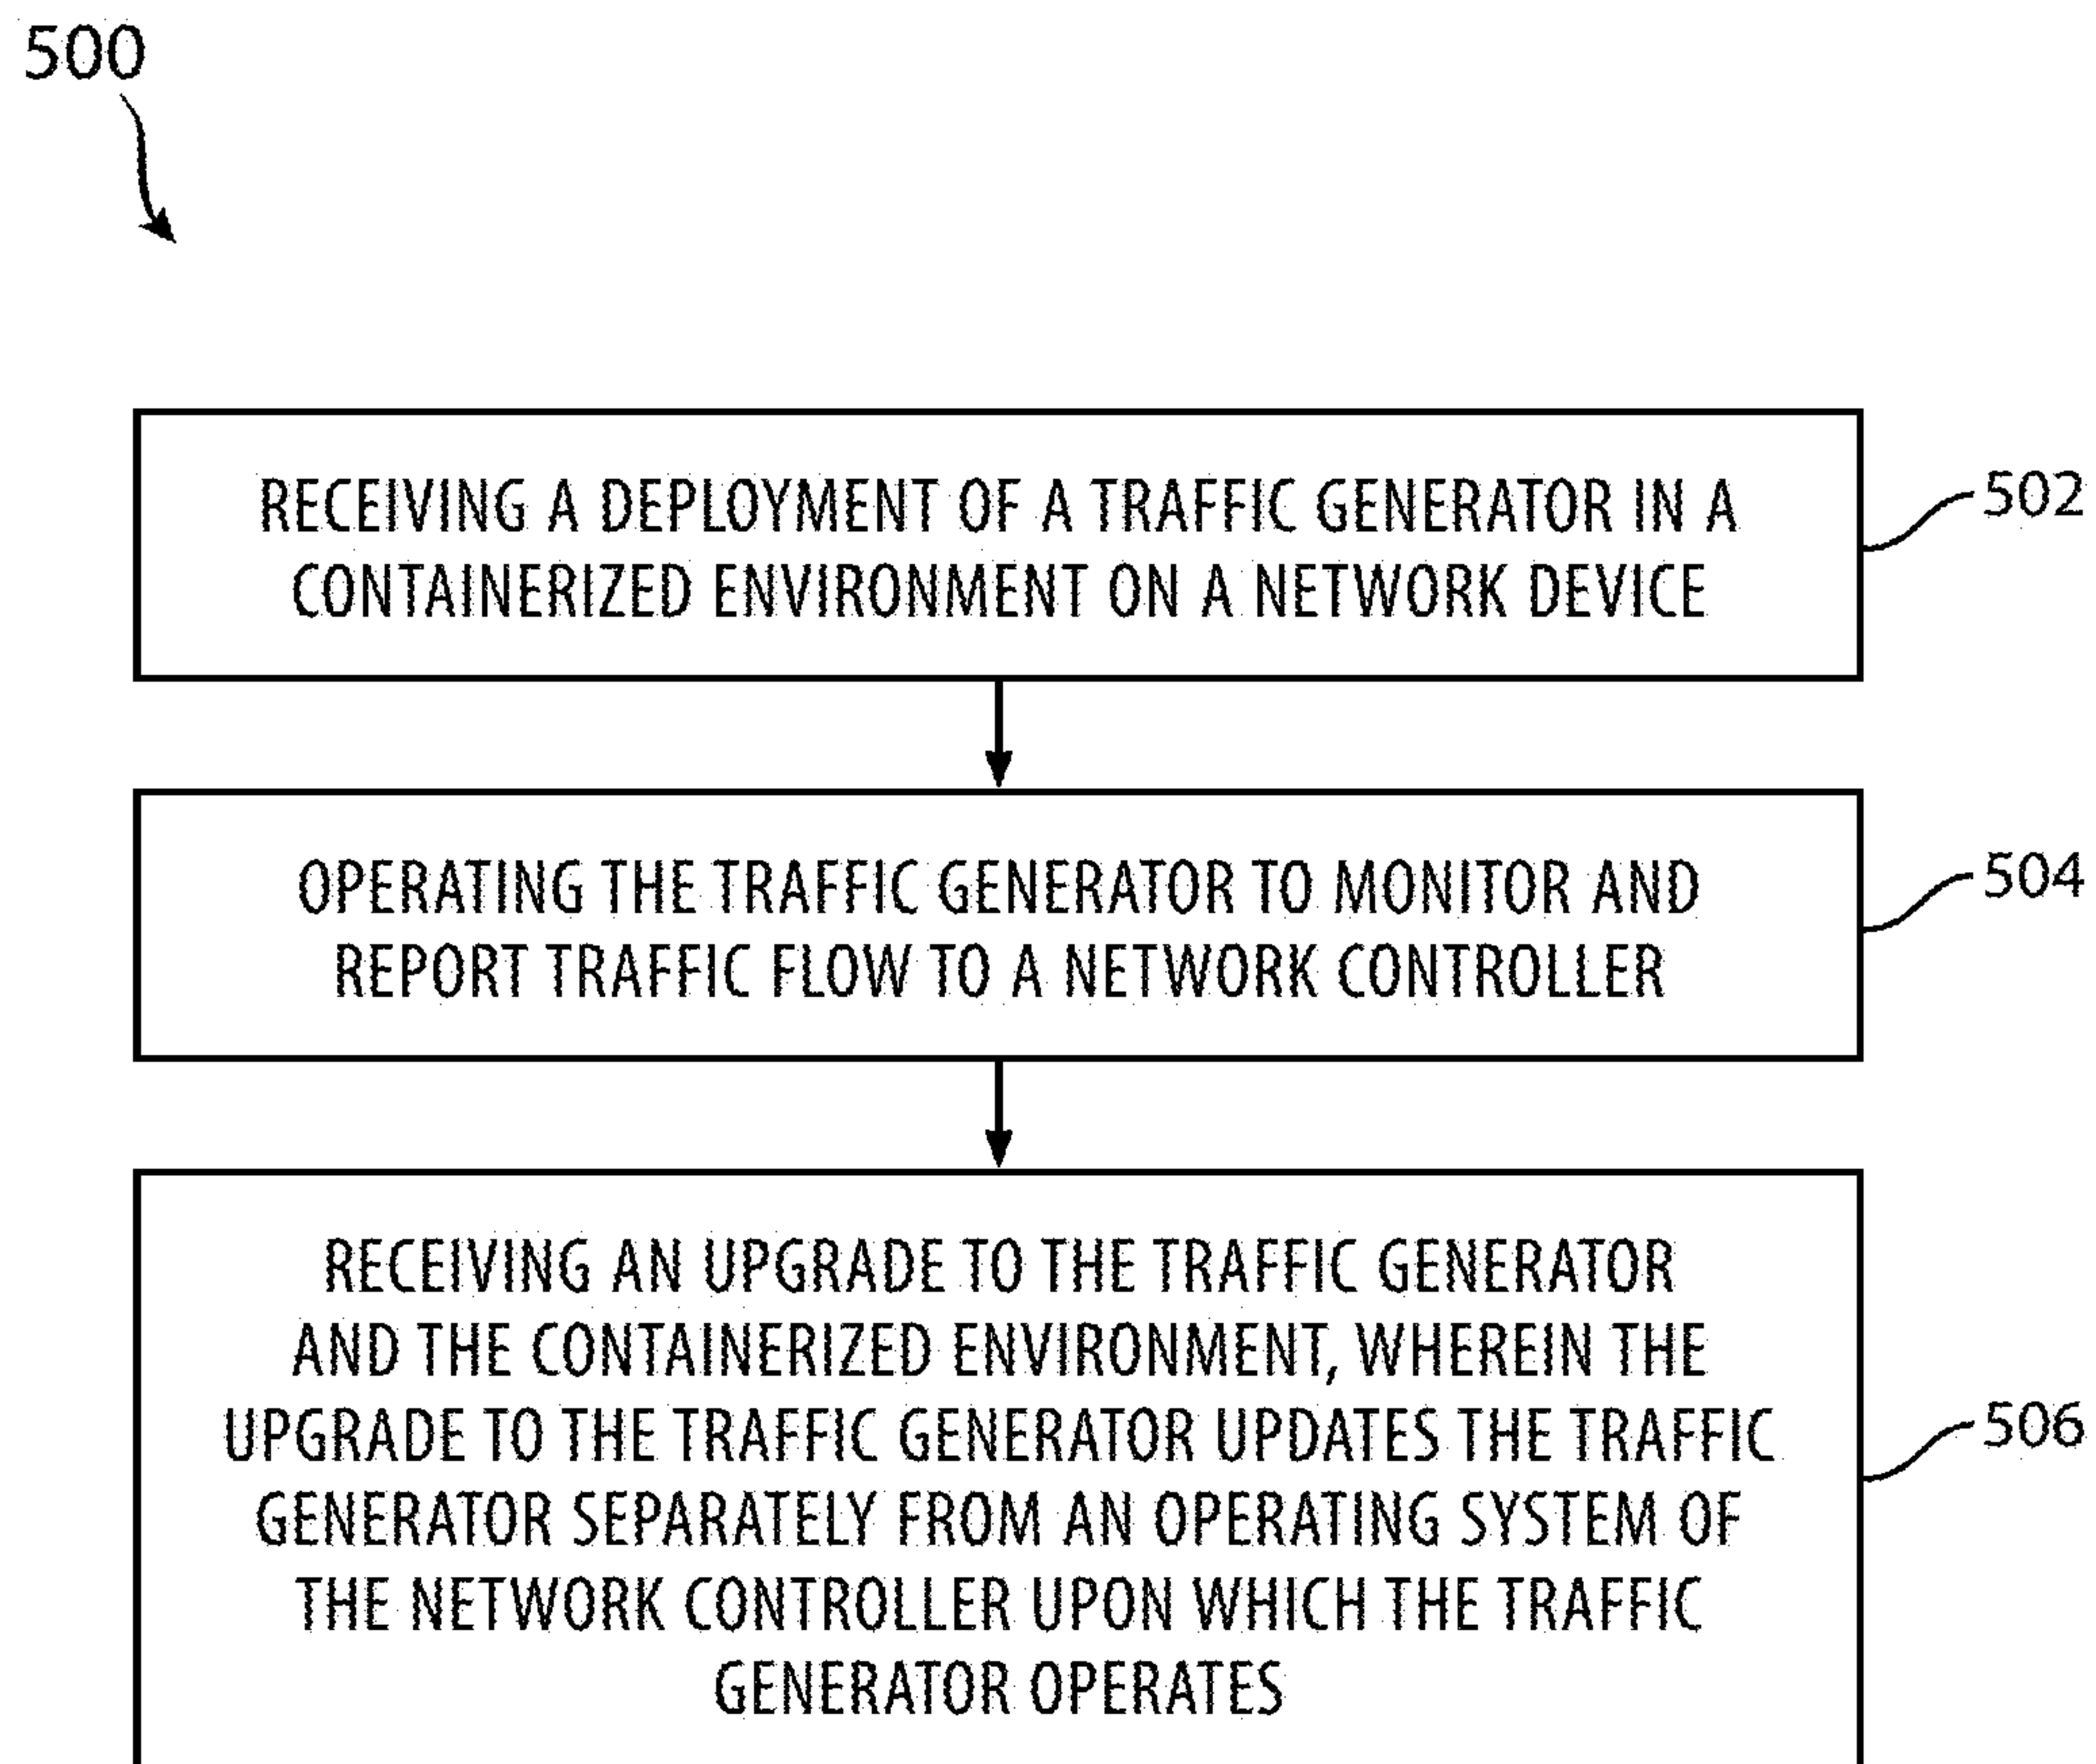 500
RECEIVING A DEPLOYMENT OF A TRAFFIC GENERATOR IN A
CONTAINERIZED ENVIRONMENT ON A NETWORK DEVICE
502
OPERATING THE TRAFFIC GENERATOR TO MONITOR AND
REPORT TRAFFIC FLOW TO A NETWORK CONTROLLER
504
RECEIVING AN UPGRADE TO THE TRAFFIC GENERATOR
AND THE CONTAINERIZED ENVIRONMENT, WHEREIN THE
UPGRADE TO THE TRAFFIC GENERATOR UPDATES THE TRAFFIC
GENERATOR SEPARATELY FROM AN OPERATING SYSTEM OF
THE NETWORK CONTROLLER UPON WHICH THE TRAFFIC
GENERATOR OPERATES
506